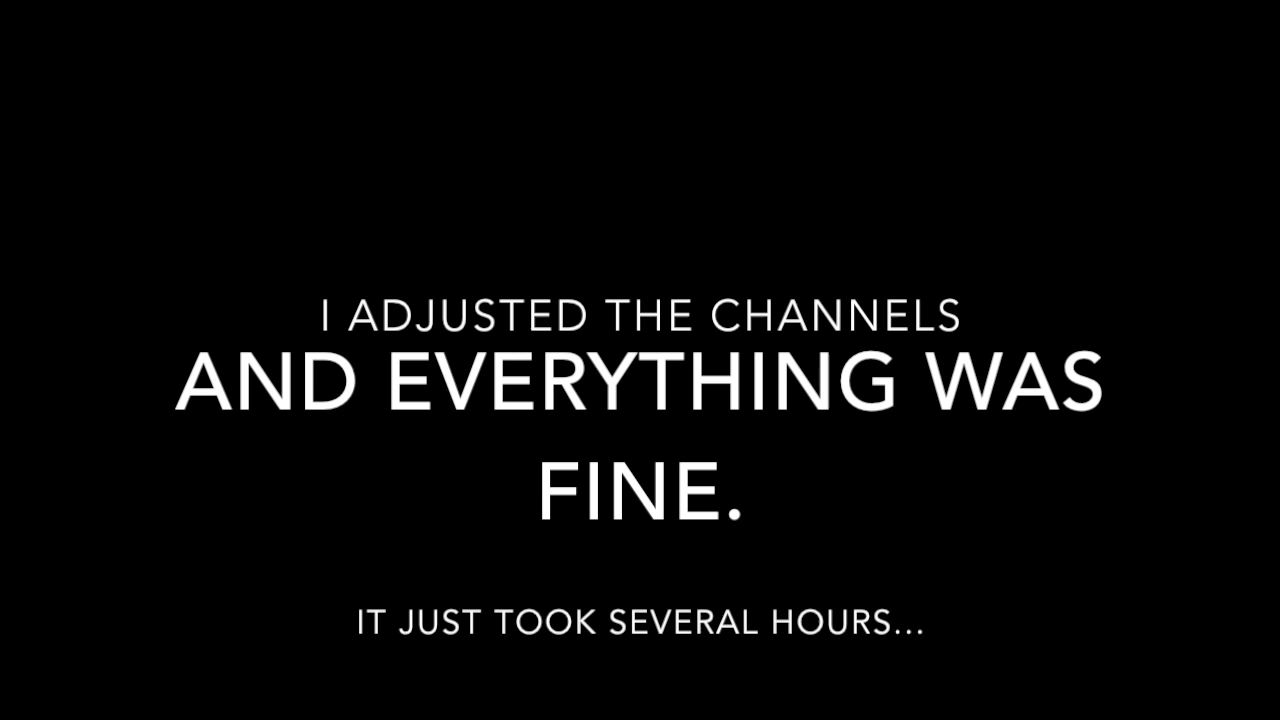 I ADJUSTED THE CHANNELS
AND EVERYTHING WAS
FINE.
IT JUST TOOK SEVERAL HOURS...